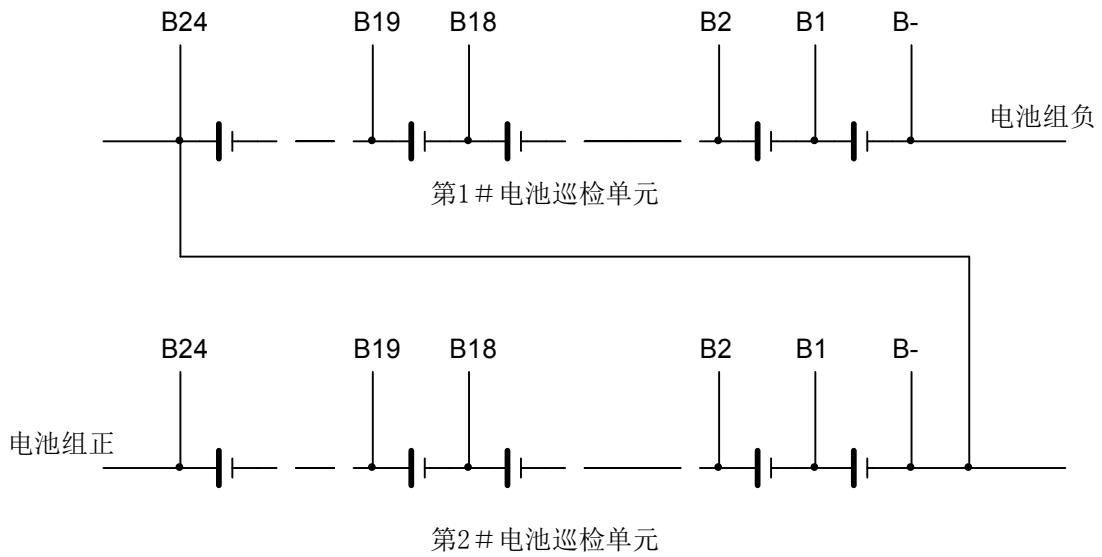 B24 B19 B18 B2 B1 B-
电池组负
第1＃电池巡检单元
B24 B19 B18 B2 B1 B-
电池组正
第2＃电池巡检单元